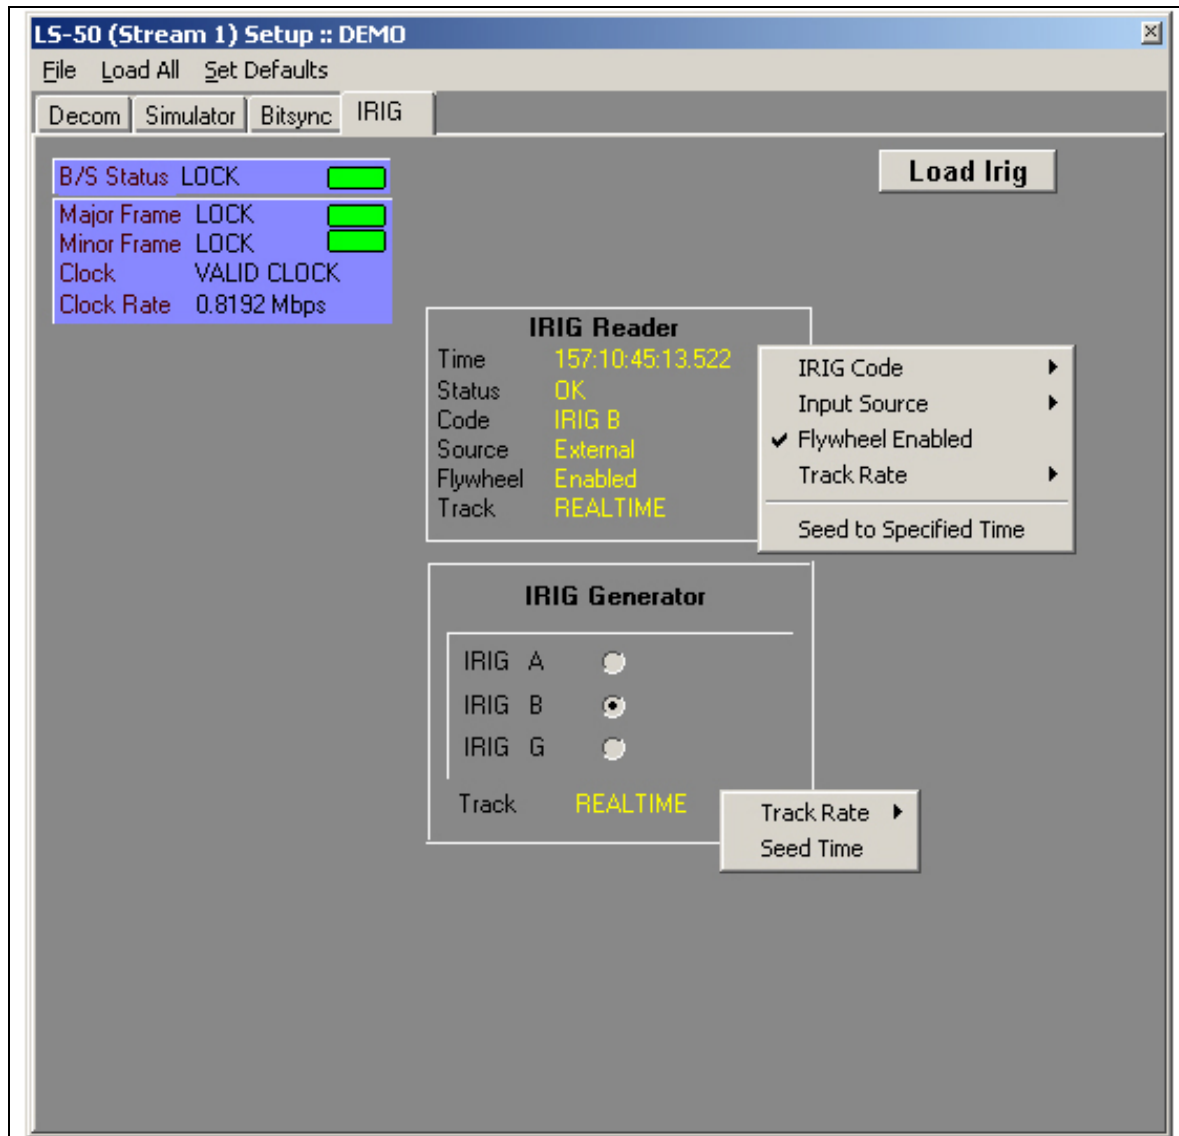 LS-50 (Stream 1) Setup :: DEMO
File Load All Set Defaults
Decom Simulator Bitsync IRIG
B/S Status LOCK
Load Irig
Major Frame LOCK
Minor Frame LOCK
Clock VALID CLOCK
Clock Rate 0.8192 Mbps
IRIG Reader
Time 157:10:45:13.522
Status OK
Code IRIG B
Source External
Flywheel Enabled
Track REALTIME
IRIG Code
Input Source
Flywheel Enabled
Track Rate
Seed to Specified Time
IRIG Generator
IRIG A
IRIG B
IRIG G
Track REALTIME
Track Rate
Seed Time